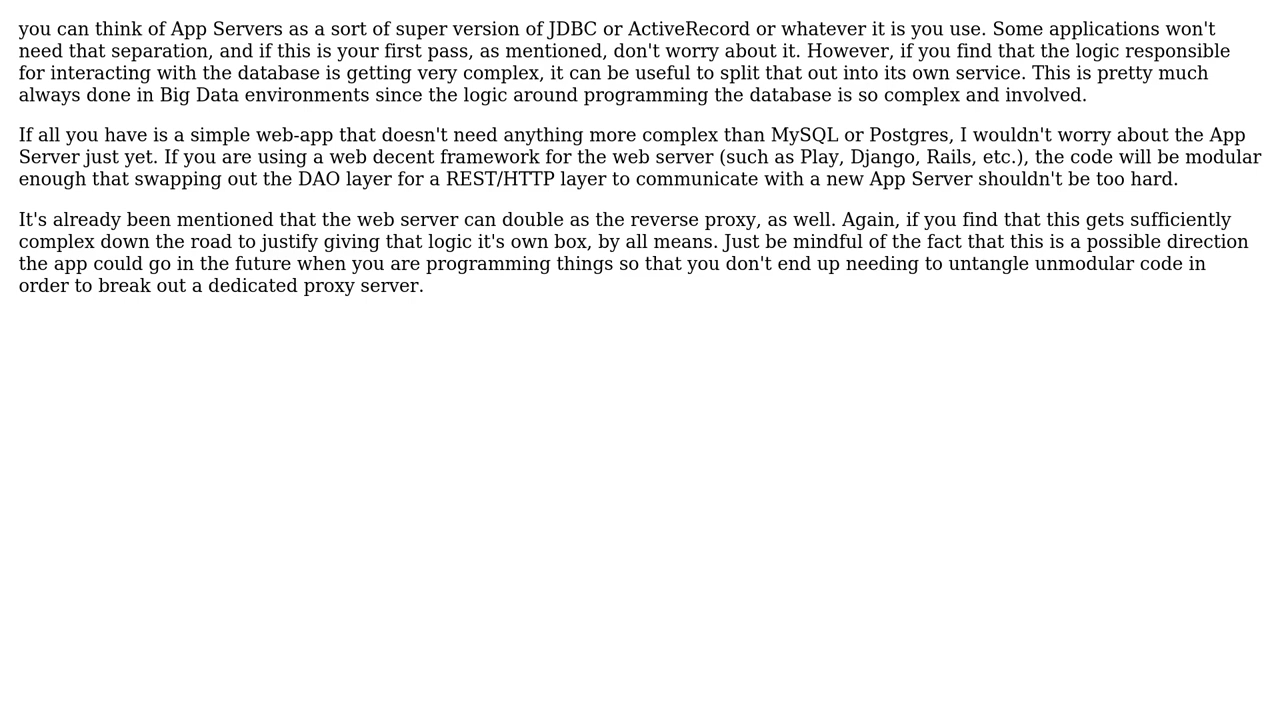 you can think of App Servers as a sort of super version of JDBC or ActiveRecord or whatever it is you use. Some applications won't
need that separation, and if this is your first pass, as mentioned, don't worry about it. However, if you find that the logic responsible
for interacting with the database is getting very complex, it can be useful to split that out into its own service. This is pretty much
always done in Big Data environments since the logic around programming the database is so complex and involved.
If all you have is a simple web-app that doesn't need anything more complex than MySQL or Postgres, I wouldn't worry about the App
Server just yet. If you are using a web decent framework for the web server (such as Play, Django, Rails, etc.), the code will be modular
enough that swapping out the DAO layer for a REST/HTTP layer to communicate with a new App Server shouldn't be too hard.
It's already been mentioned that the web server can double as the reverse proxy, as well. Again, if you find that this gets sufficiently
complex down the road to justify giving that logic it's own box, by all means. Just be mindful of the fact that this is a possible direction
the app could go in the future when you are programming things so that you don't end up needing to untangle unmodular code in
order to break out a dedicated proxy server.